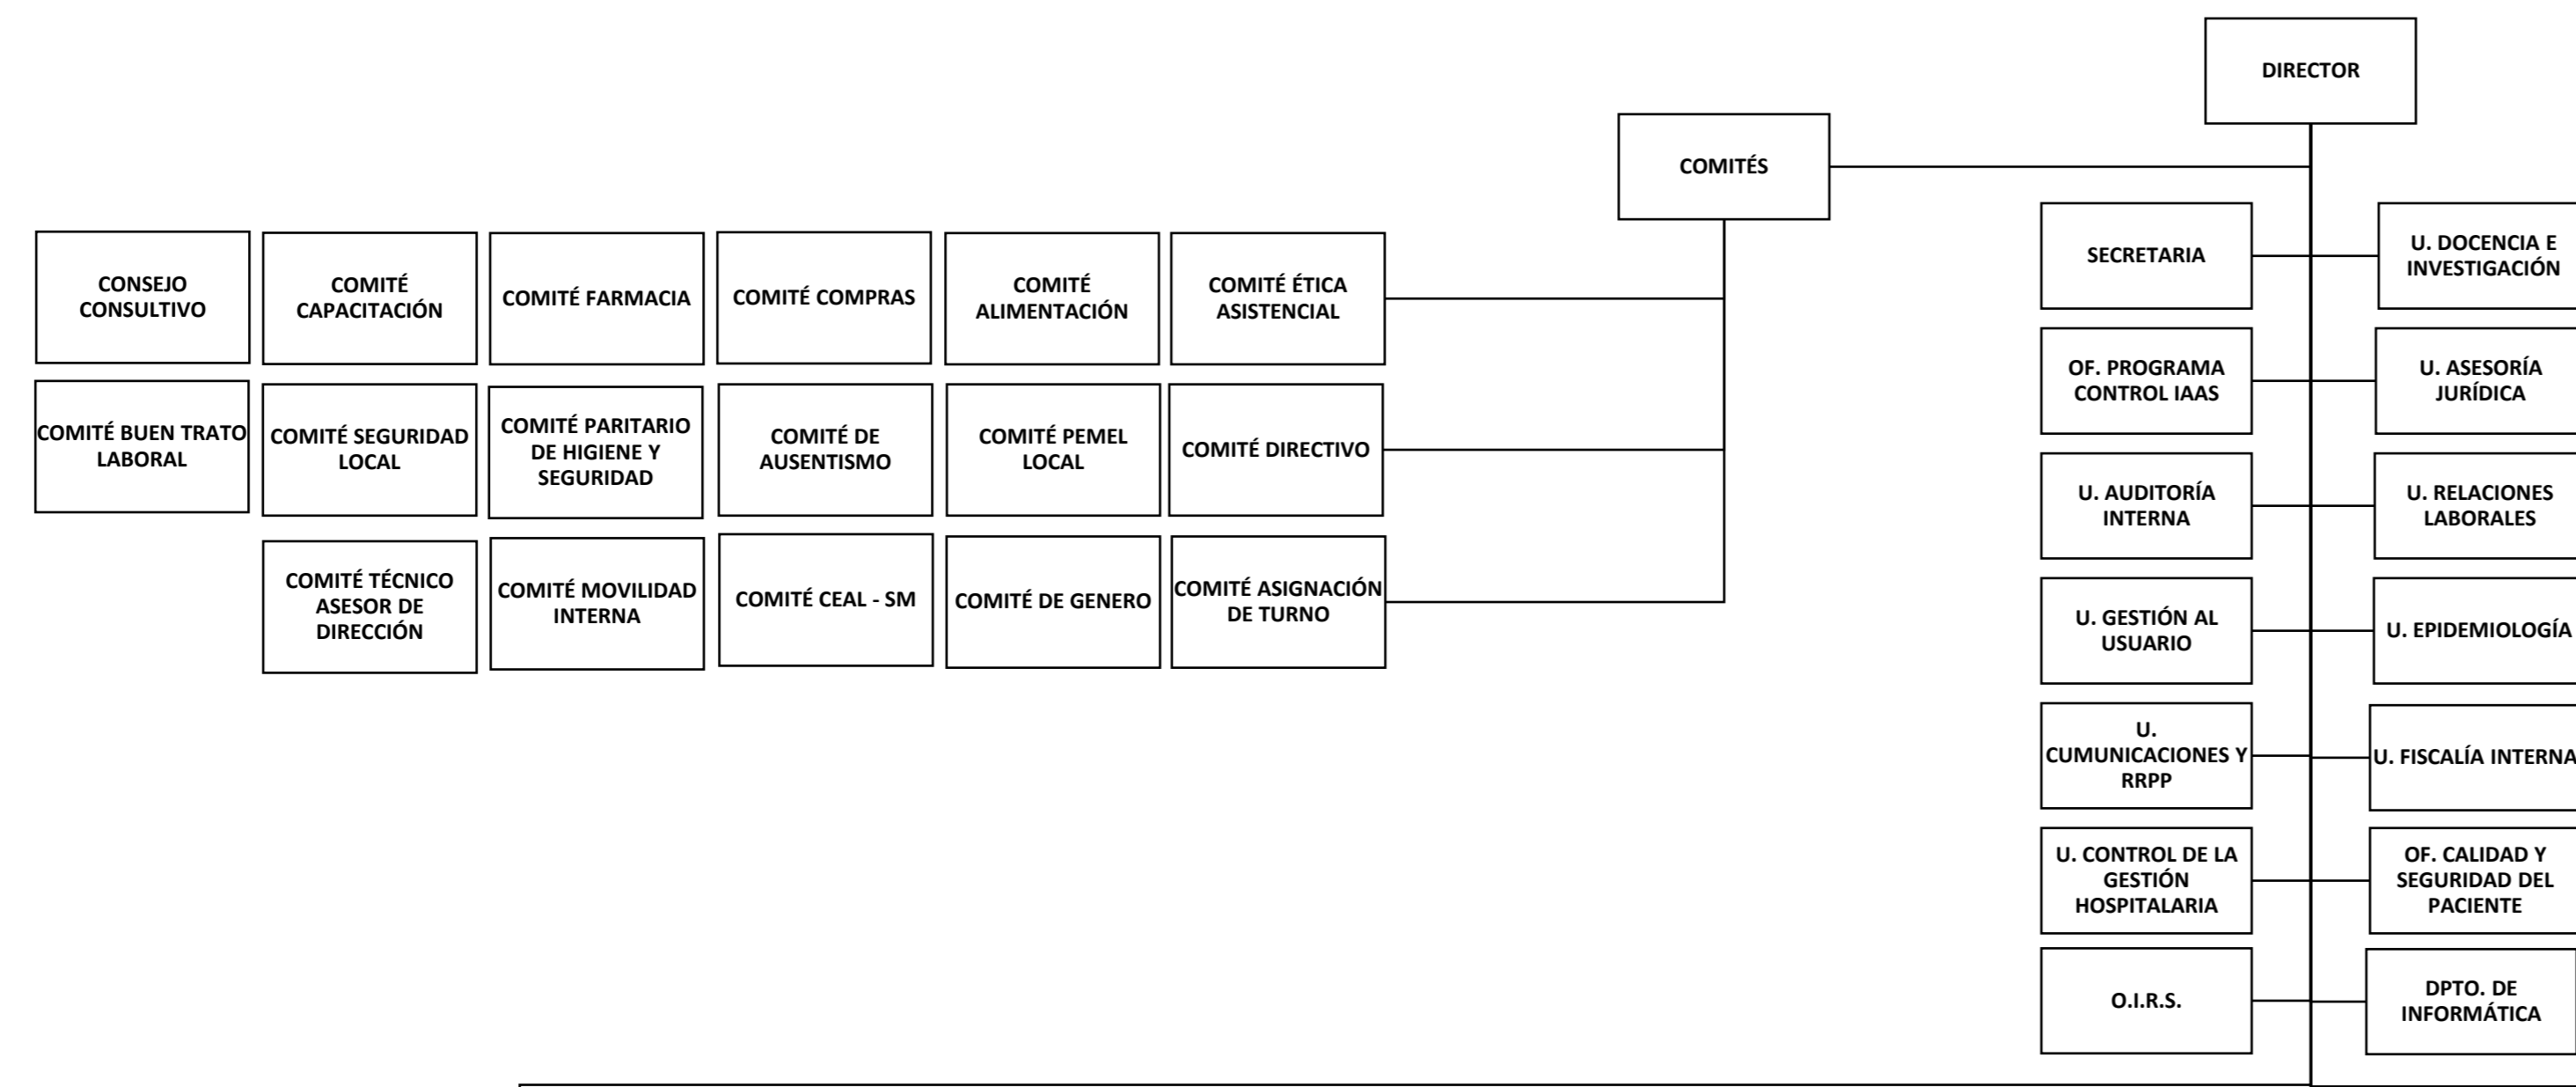 DIRECTOR
COMITÉS
CONSEJO
CONSULTIVO
COMITÉ
CAPACITACIÓN
COMITÉ FARMACIA
COMITÉ COMPRAS
COMITÉ
ALIMENTACIÓN
COMITÉ ÉTICA
ASISTENCIAL
COMITÉ BUEN TRATO
LABORAL
COMITÉ SEGURIDAD
LOCAL
COMITÉ PARITARIO
DE HIGIENE Y
SEGURIDAD
COMITÉ DE
AUSENTISMO
COMITÉ PEMEL
LOCAL
COMITÉ DIRECTIVO
COMITÉ TÉCNICO
ASESOR DE
DIRECCIÓN
COMITÉ MOVILIDAD
INTERNA
COMITÉ CEAL - SM
COMITÉ DE GENERO
COMITÉ ASIGNACIÓN
DE TURNO
SECRETARIA
U. DOCENCIA E
INVESTIGACIÓN
OF. PROGRAMA
CONTROL IAAS
U. ASESORÍA
JURÍDICA
U. AUDITORÍA
INTERNA
U. RELACIONES
LABORALES
U. GESTIÓN AL
USUARIO
U. EPIDEMIOLOGÍA
U.
CUMUNICACIONES Y
RRPP
U. FISCALÍA INTERNA
U. CONTROL DE LA
GESTIÓN
HOSPITALARIA
OF. CALIDAD Y
SEGURIDAD DEL
PACIENTE
O.I.R.S.
DPTO. DE
INFORMÁTICA